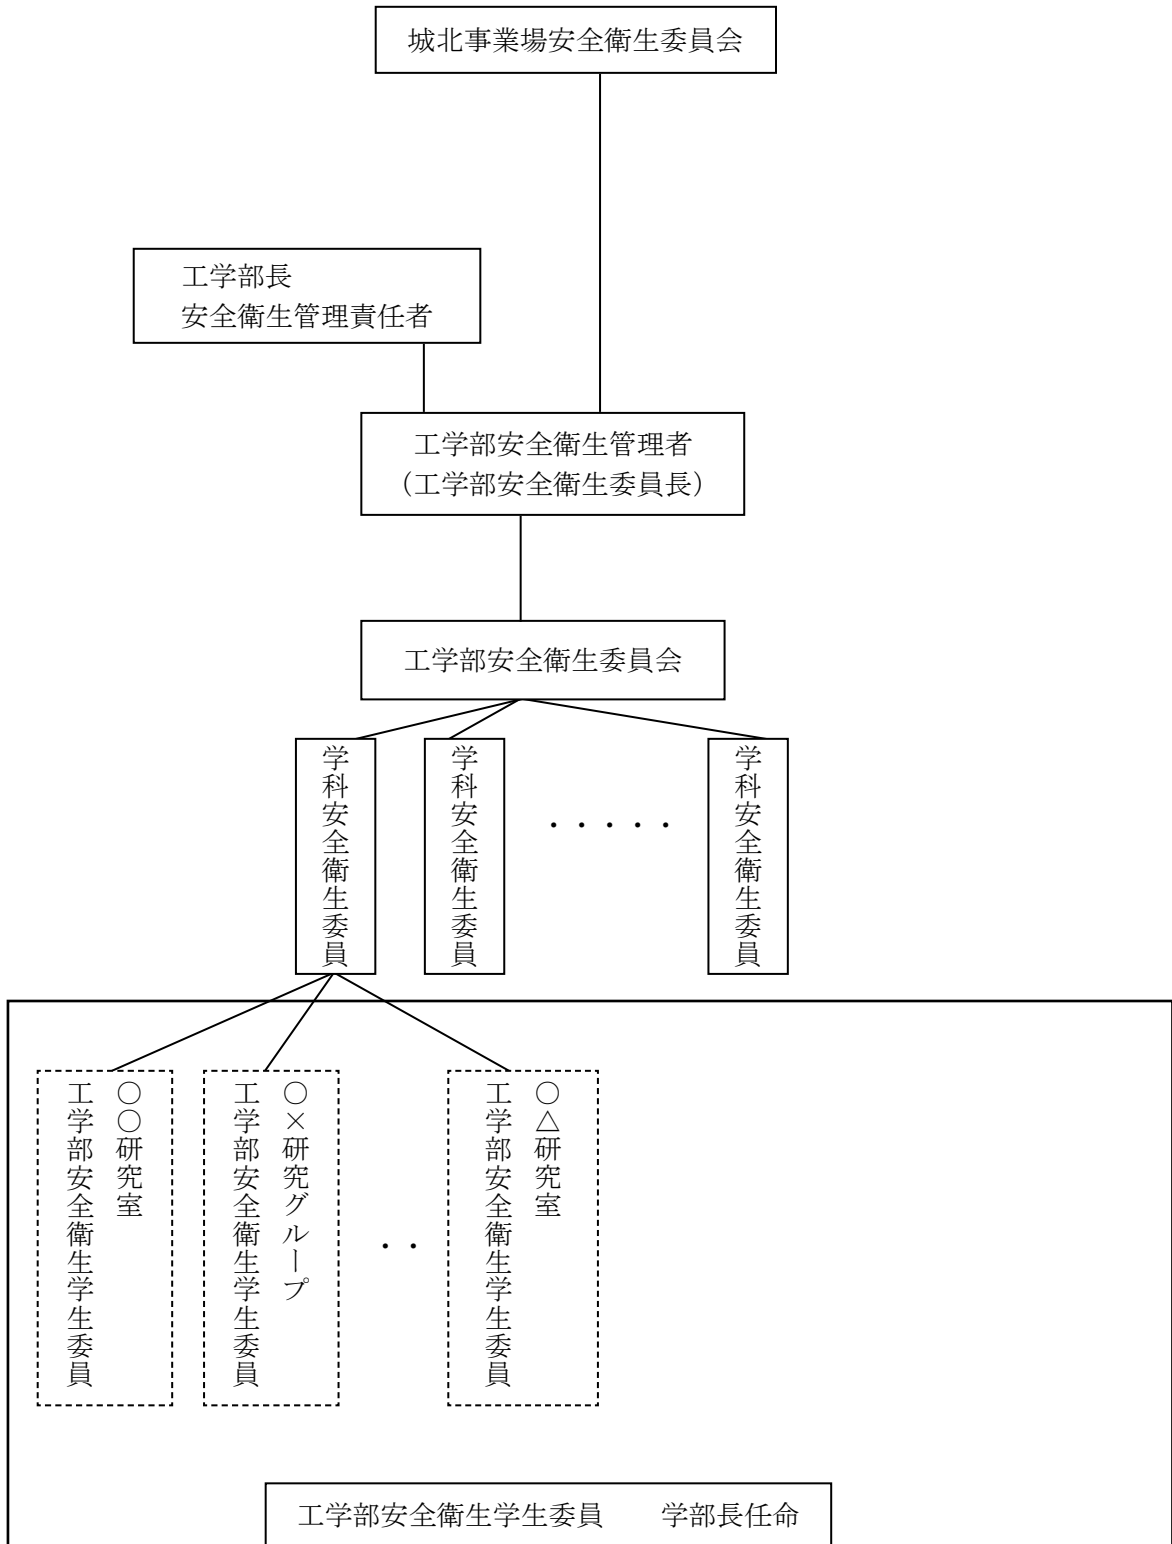 城北事業場安全衛生委員会
工学部長
安全衛生管理責任者
工学部安全衛生管理者
（工学部安全衛生委員長）
工学部安全衛生委員会
学科安全衛生委員
学科安全衛生委員
・・・・・
学科安全衛生委員
○○研究室
工学部安全衛生学生委員
○×研究グループ
工学部安全衛生学生委員
・・
○△研究室
工学部安全衛生学生委員
工学部安全衛生学生委員　　学部長任命